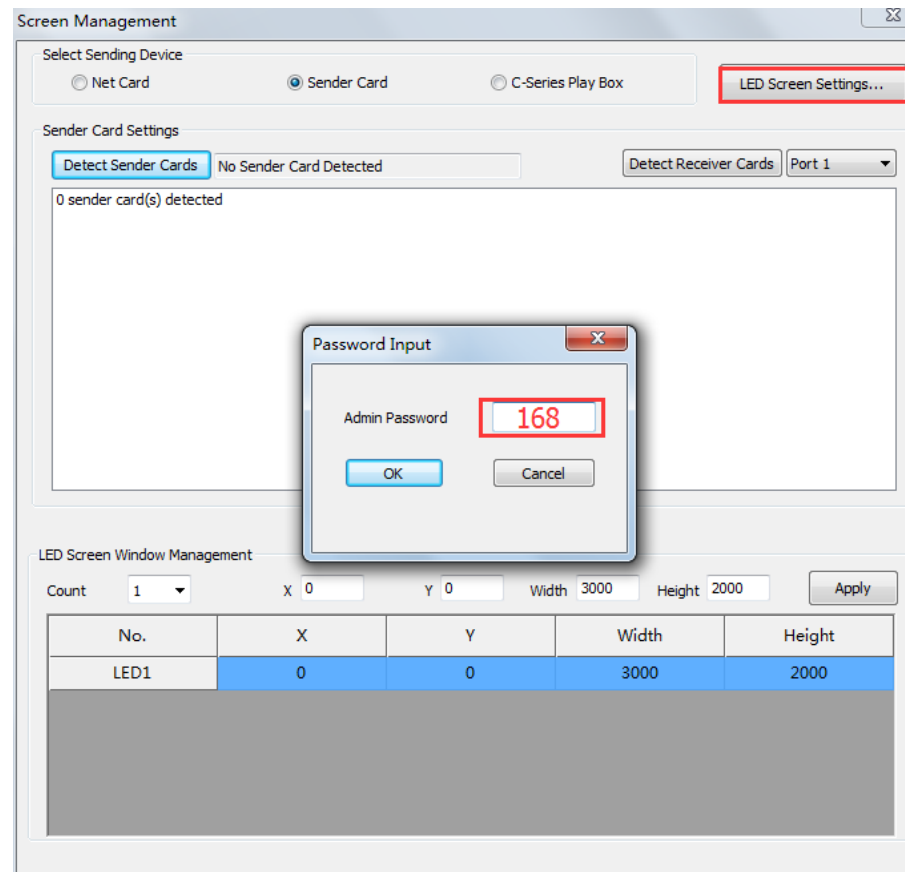 Screen Management
Select Sending Device
Net Card Sender Card C-Series Play Box LED Screen Settings...
Sender Card Settings
Detect Sender Cards No Sender Card Detected Detect Receiver Cards Port 1
0 sender card(s) detected
Password Input
Admin Password 168
OK Cancel
LED Screen Window Management
Count 1 X 0 Y 0 Width 3000 Height 2000 Apply
No. X Y Width Height
LED1 0 0 3000 2000